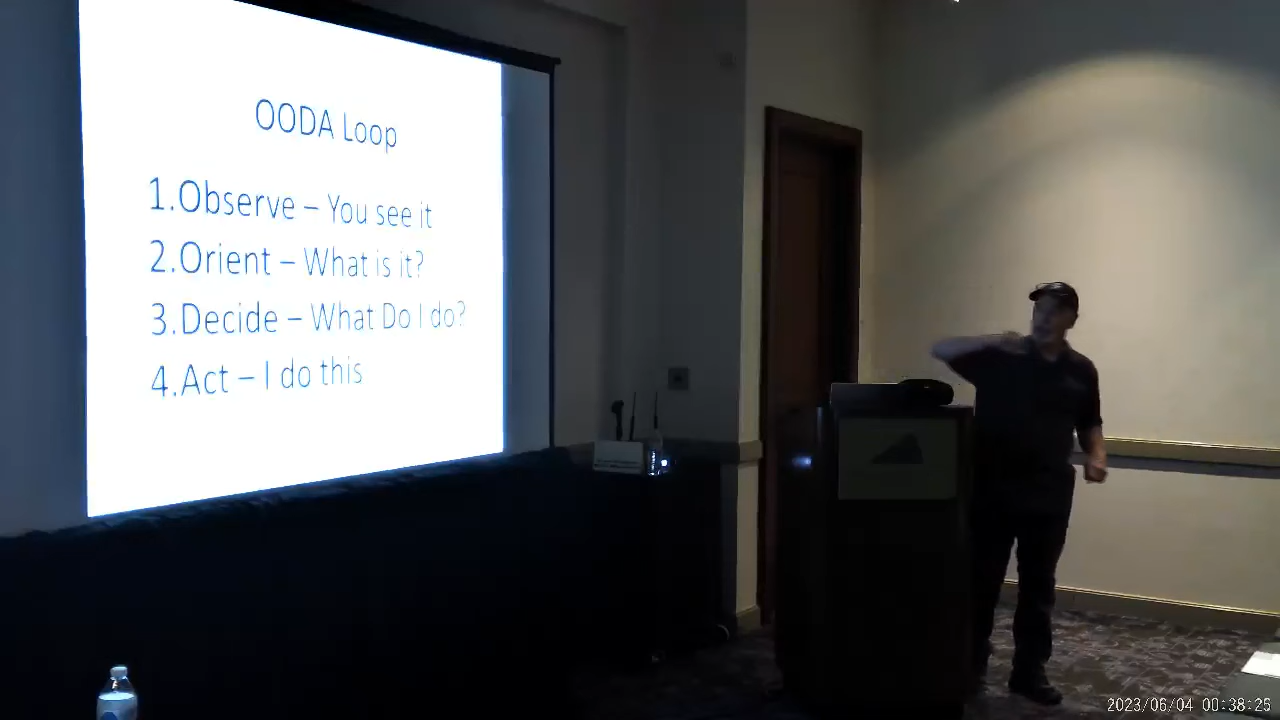 OODA Loop
1.Observe – You see it
2.Orient – What is it?
3.Decide – What Do I do?
4.Act – I do this
2023/06/04 00:38:25